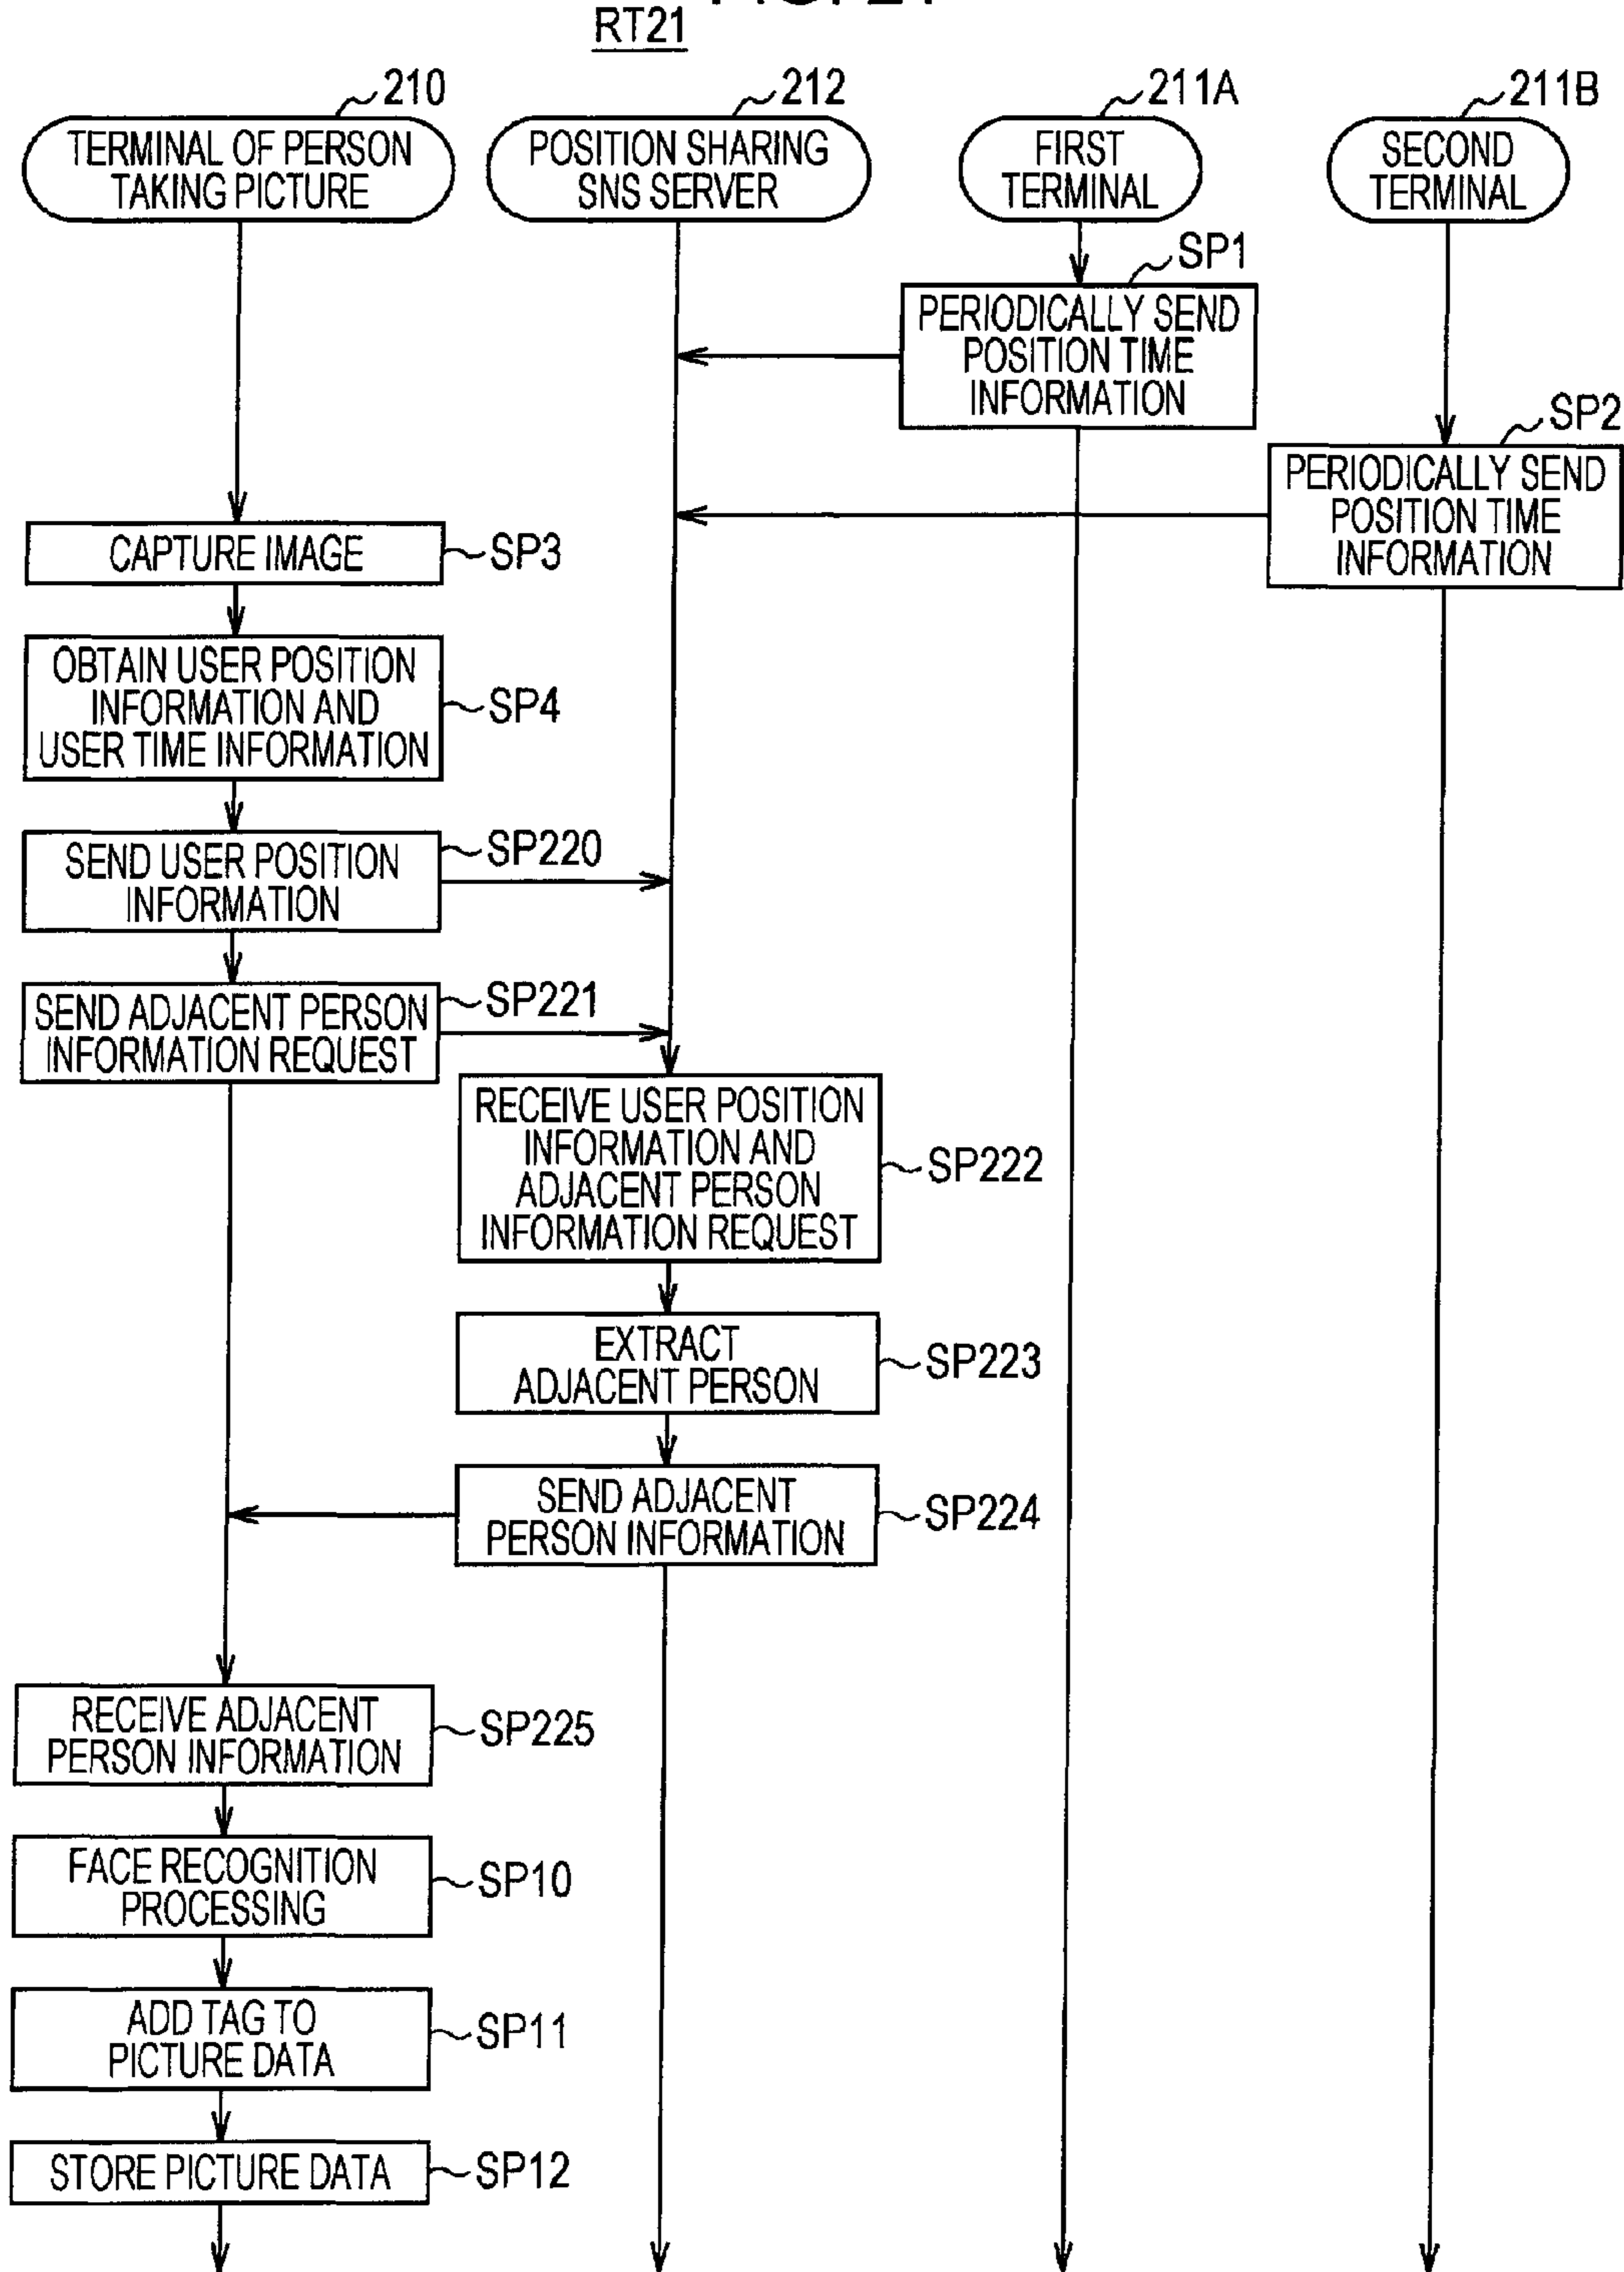 RT21
210
212
211A
211B
TERMINAL OF PERSON
TAKING PICTURE
POSITION SHARING
SNS SERVER
FIRST
TERMINAL
SECOND
TERMINAL
SP1
PERIODICALLY SEND
POSITION TIME
INFORMATION
SP2
PERIODICALLY SEND
POSITION TIME
INFORMATION
CAPTURE IMAGE
SP3
OBTAIN USER POSITION
INFORMATION AND
USER TIME INFORMATION
SP4
SEND USER POSITION
INFORMATION
SP220
SEND ADJACENT PERSON
INFORMATION REQUEST
SP221
RECEIVE USER POSITION
INFORMATION AND
ADJACENT PERSON
INFORMATION REQUEST
SP222
EXTRACT
ADJACENT PERSON
SP223
SEND ADJACENT
PERSON INFORMATION
SP224
RECEIVE ADJACENT
PERSON INFORMATION
SP225
FACE RECOGNITION
PROCESSING
SP10
ADD TAG TO
PICTURE DATA
SP11
STORE PICTURE DATA
SP12